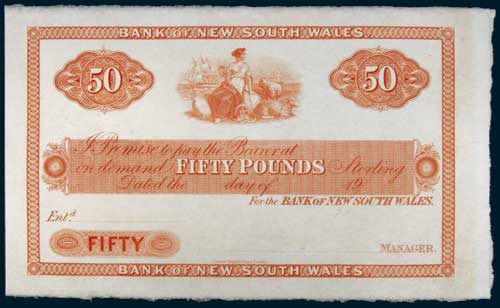 BANK OF NEW SOUTH WALES
50 50
I Promise to pay the Bearer at
on demand FIFTY POUNDS Sterling
Dated the day of 19
For the BANK OF NEW SOUTH WALES.
Ent.d
FIFTY
MANAGER.
BANK OF NEW SOUTH WALES